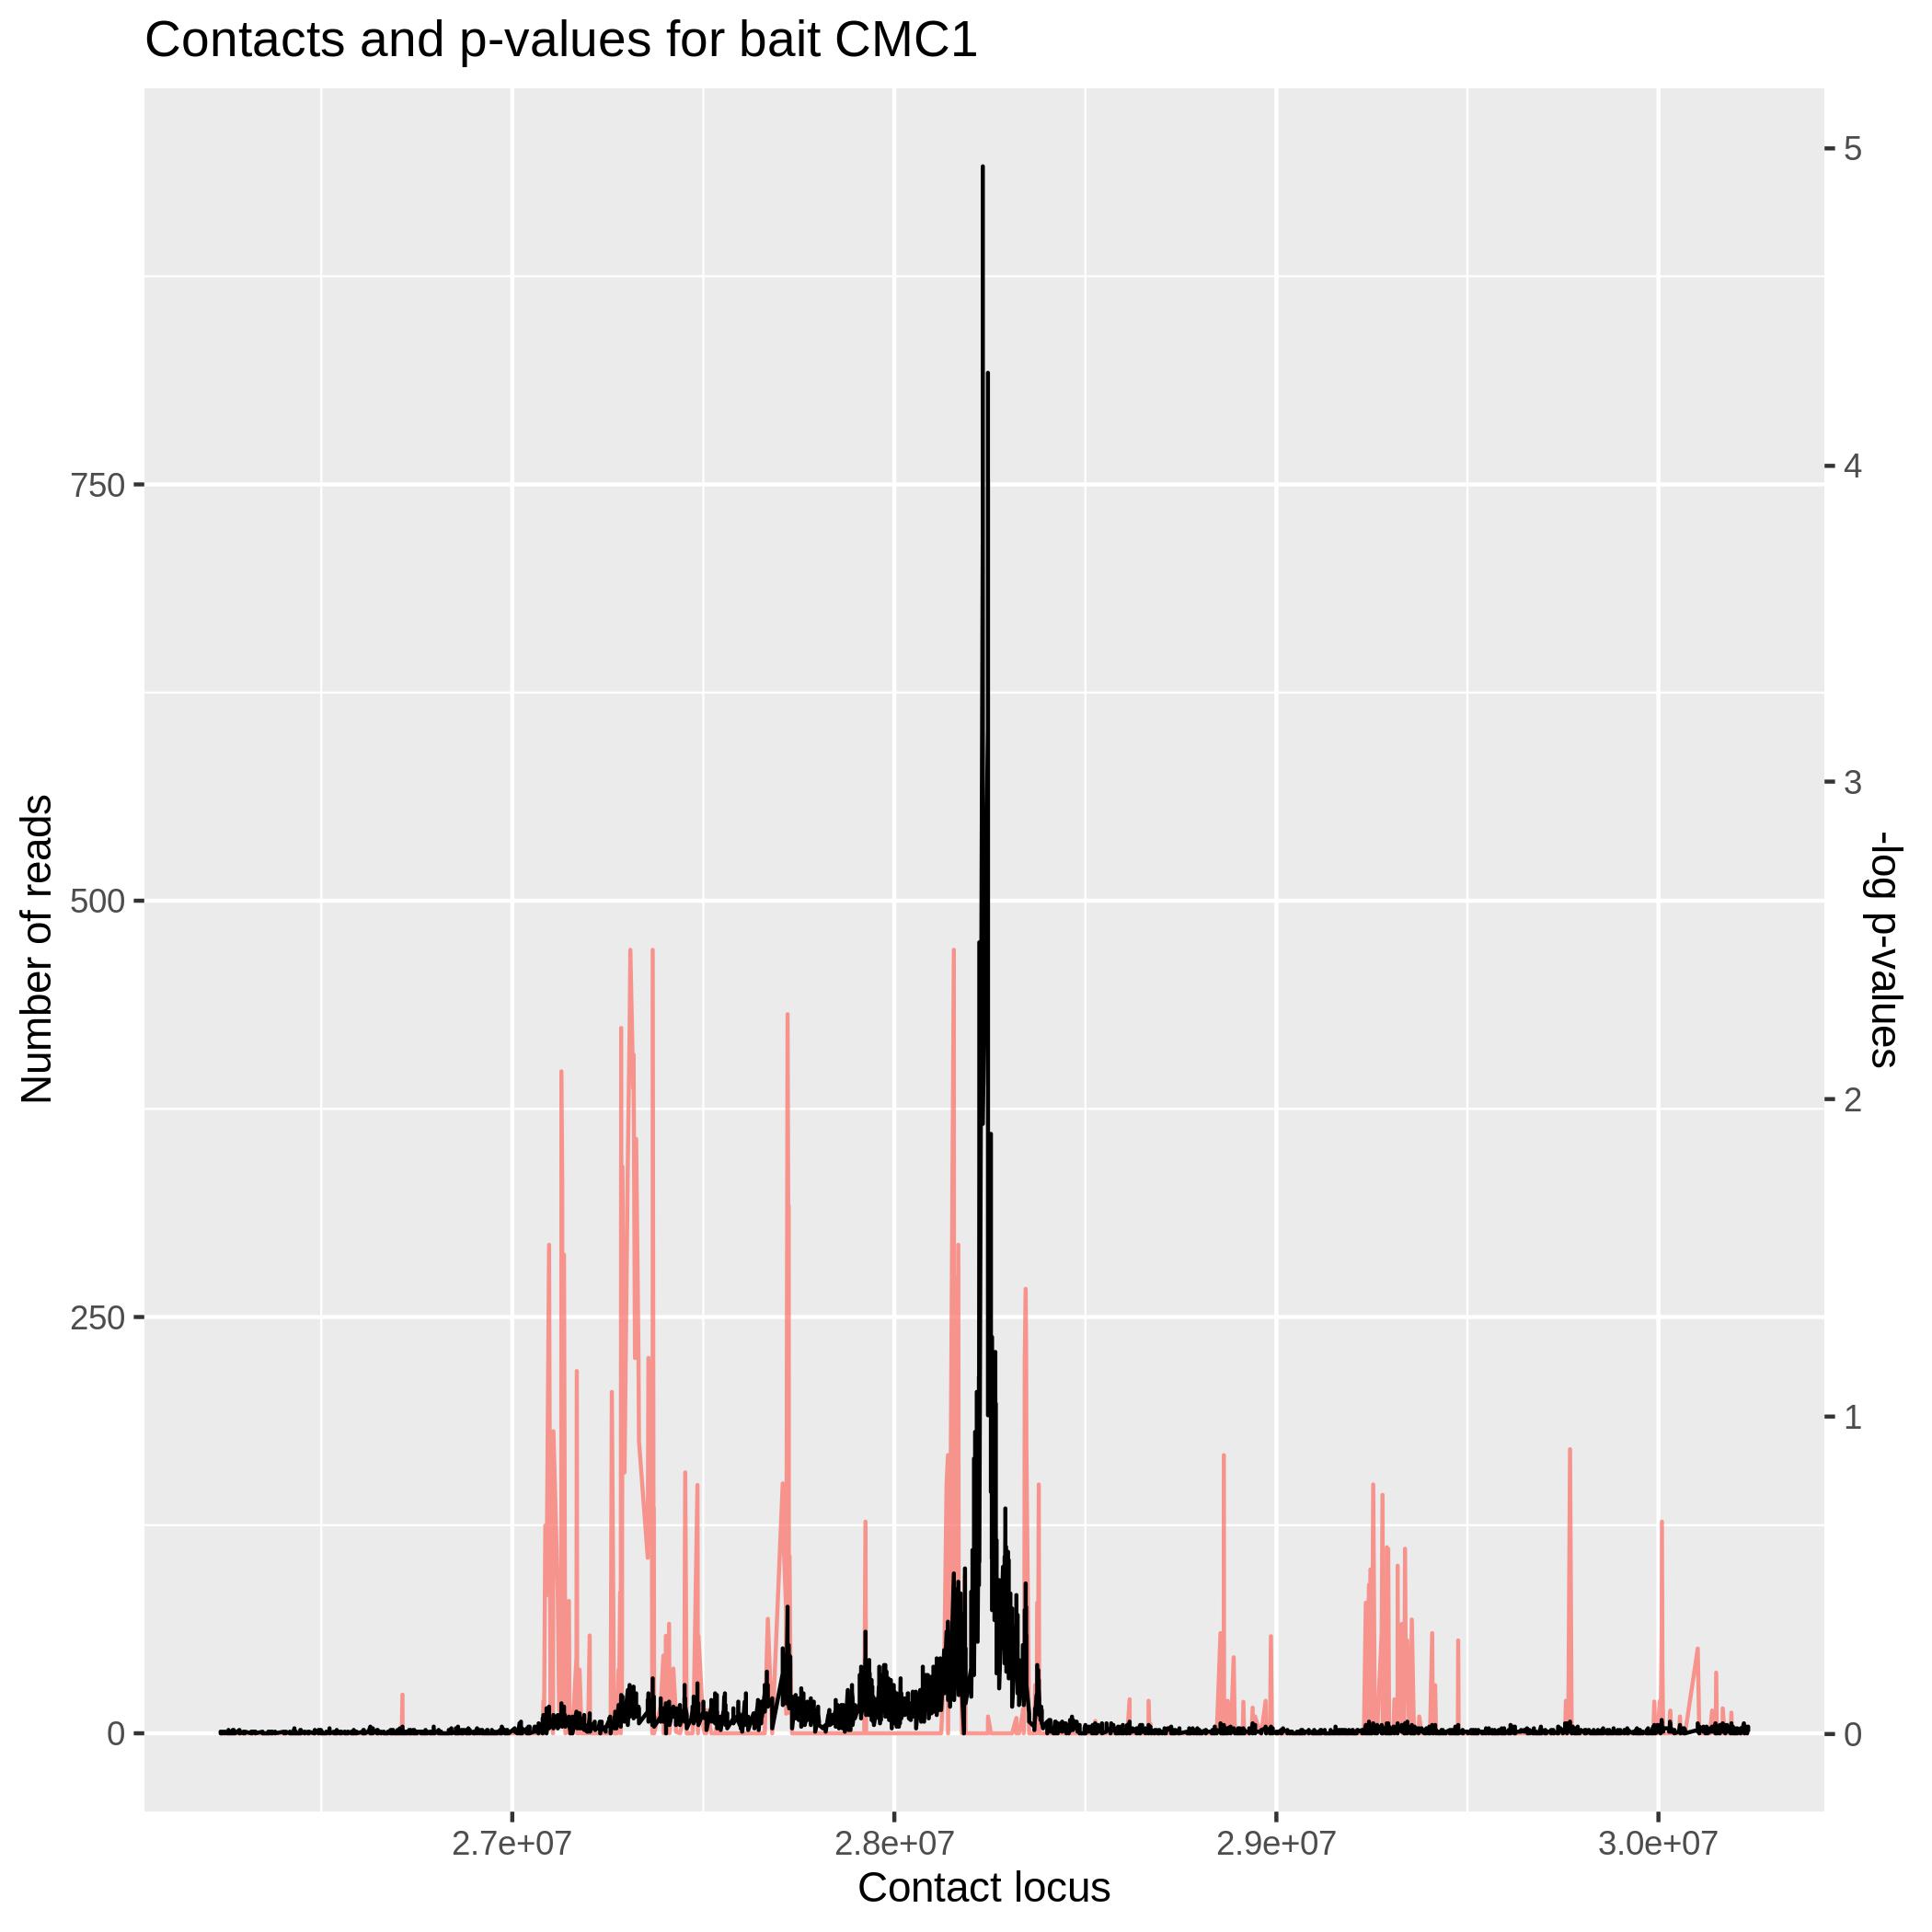 Contacts and p-values for bait CMC1
Number of reads
750
500
250
0
5
4
3
2
1
0
-log p-values
2.7e+07
2.8e+07
2.9e+07
3.0e+07
Contact locus